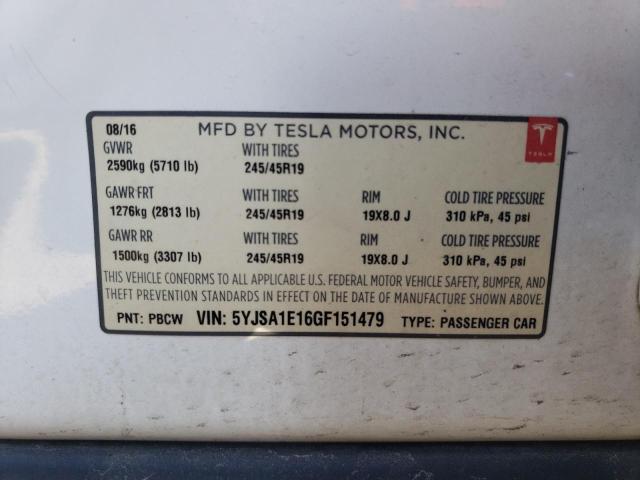 08/16 MFD BY TESLA MOTORS, INC.
GVWR WITH TIRES
2590kg (5710 lb) 245/45R19
TESLA
GAWR FRT WITH TIRES RIM COLD TIRE PRESSURE
1276kg (2813 lb) 245/45R19 19X8.0 J 310 kPa, 45 psi
GAWR RR WITH TIRES RIM COLD TIRE PRESSURE
1500kg (3307 lb) 245/45R19 19X8.0 J 310 kPa, 45 psi
THIS VEHICLE CONFORMS TO ALL APPLICABLE U.S. FEDERAL MOTOR VEHICLE SAFETY, BUMPER, AND
THEFT PREVENTION STANDARDS IN EFFECT ON THE DATE OF MANUFACTURE SHOWN ABOVE.
PNT: PBCW VIN: 5YJSA1E16GF151479 TYPE: PASSENGER CAR